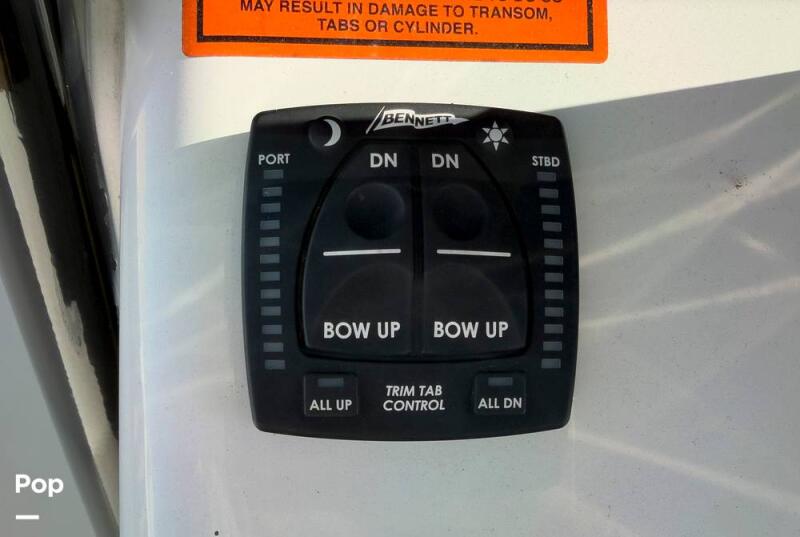 MAY RESULT IN DAMAGE TO TRANSOM,
TABS OR CYLINDER.
BENNETT
PORT
DN
DN
STBD
BOW UP
BOW UP
ALL UP
TRIM TAB
CONTROL
ALL DN
Pop